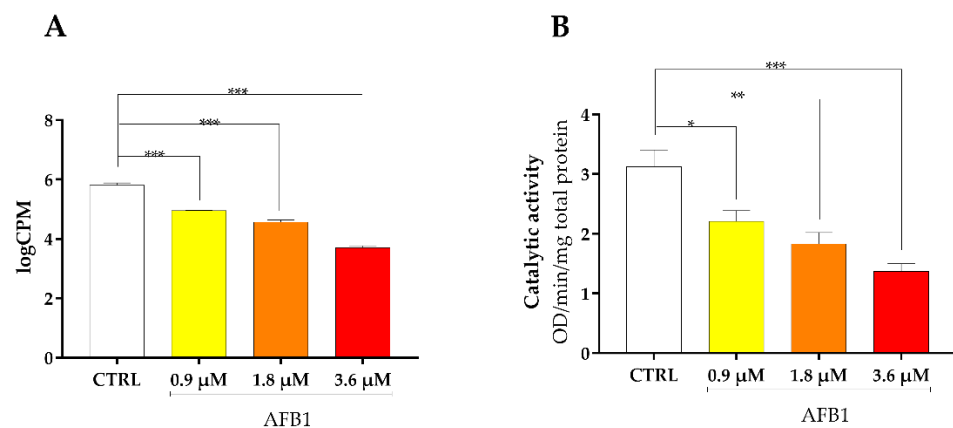 A
B
***
***
***
***
**
*
8
6
4
2
0
logCPM
CTRL
0.9 µM
1.8 µM
3.6 µM
AFB1
4
3
2
1
0
Catalytic activity
OD/min/mg total protein
CTRL
0.9 µM
1.8 µM
3.6 µM
AFB1